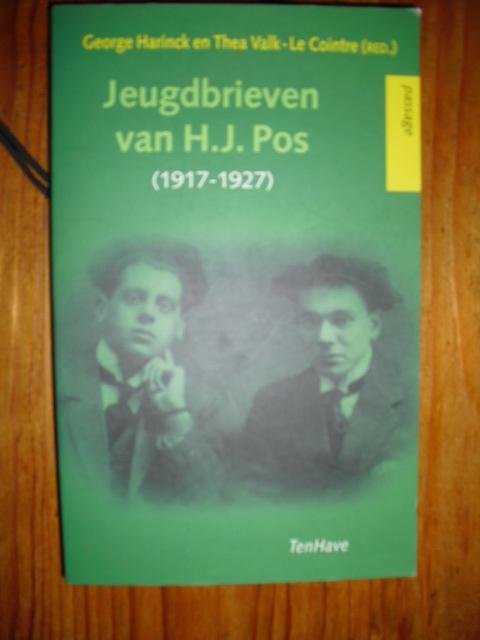 George Harinck en Thea Valk-Le Cointre (RED.)
Jeugdbrieven
van H.J. Pos
(1917-1927)
passage
TenHave